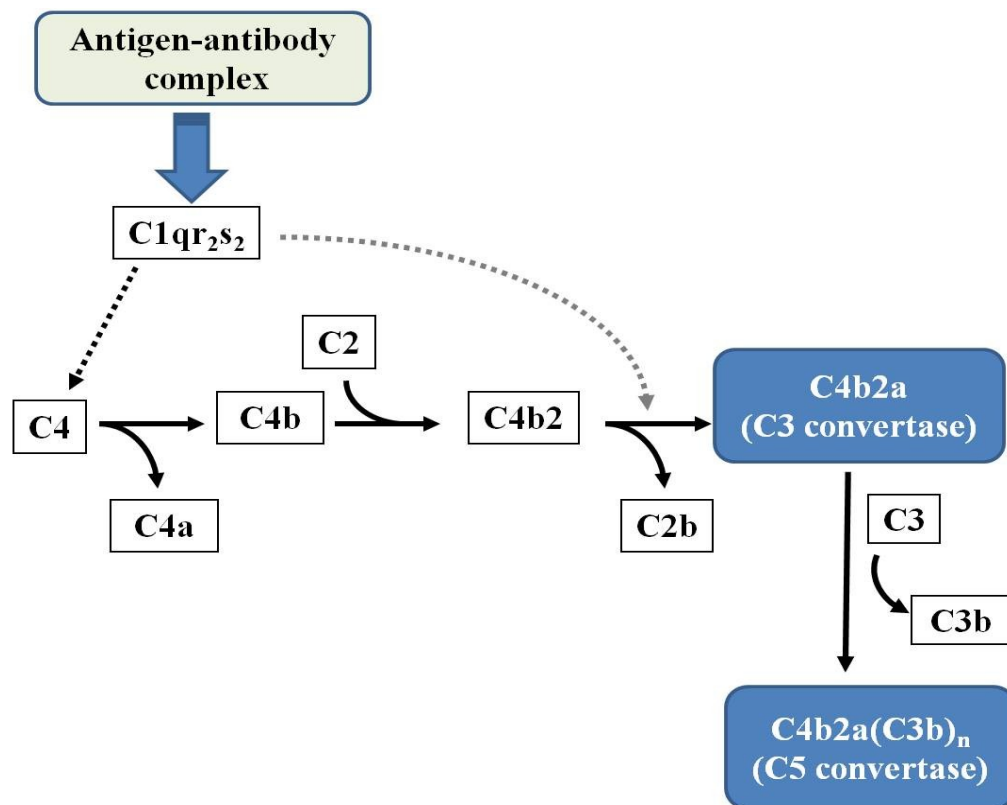 Antigen-antibody
complex
C1qr₂s₂
C2
C4
C4b
C4b2
C4b2a
(C3 convertase)
C4a
C2b
C3
C3b
C4b2a(C3b)ₙ
(C5 convertase)